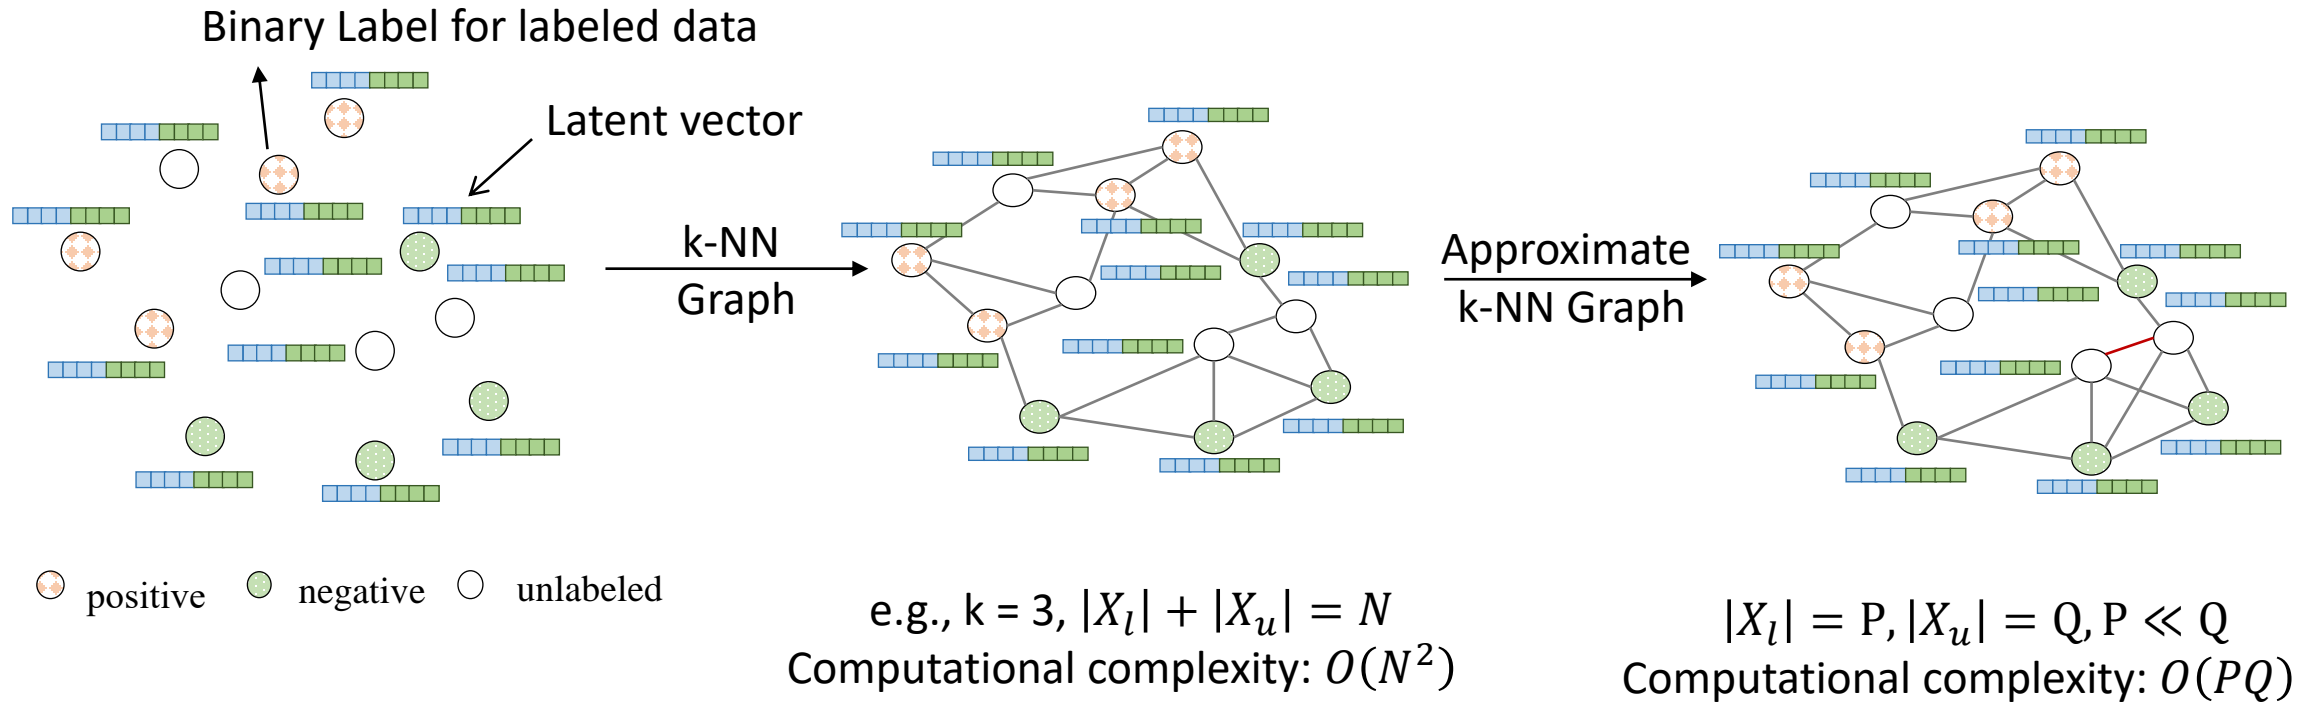 Binary Label for labeled data
Latent vector
k-NN
Graph
Approximate
k-NN Graph
positive
negative
unlabeled
e.g., k = 3, |X_l| + |X_u| = N
Computational complexity: O(N²)
|X_l| = P, |X_u| = Q, P ≪ Q
Computational complexity: O(PQ)